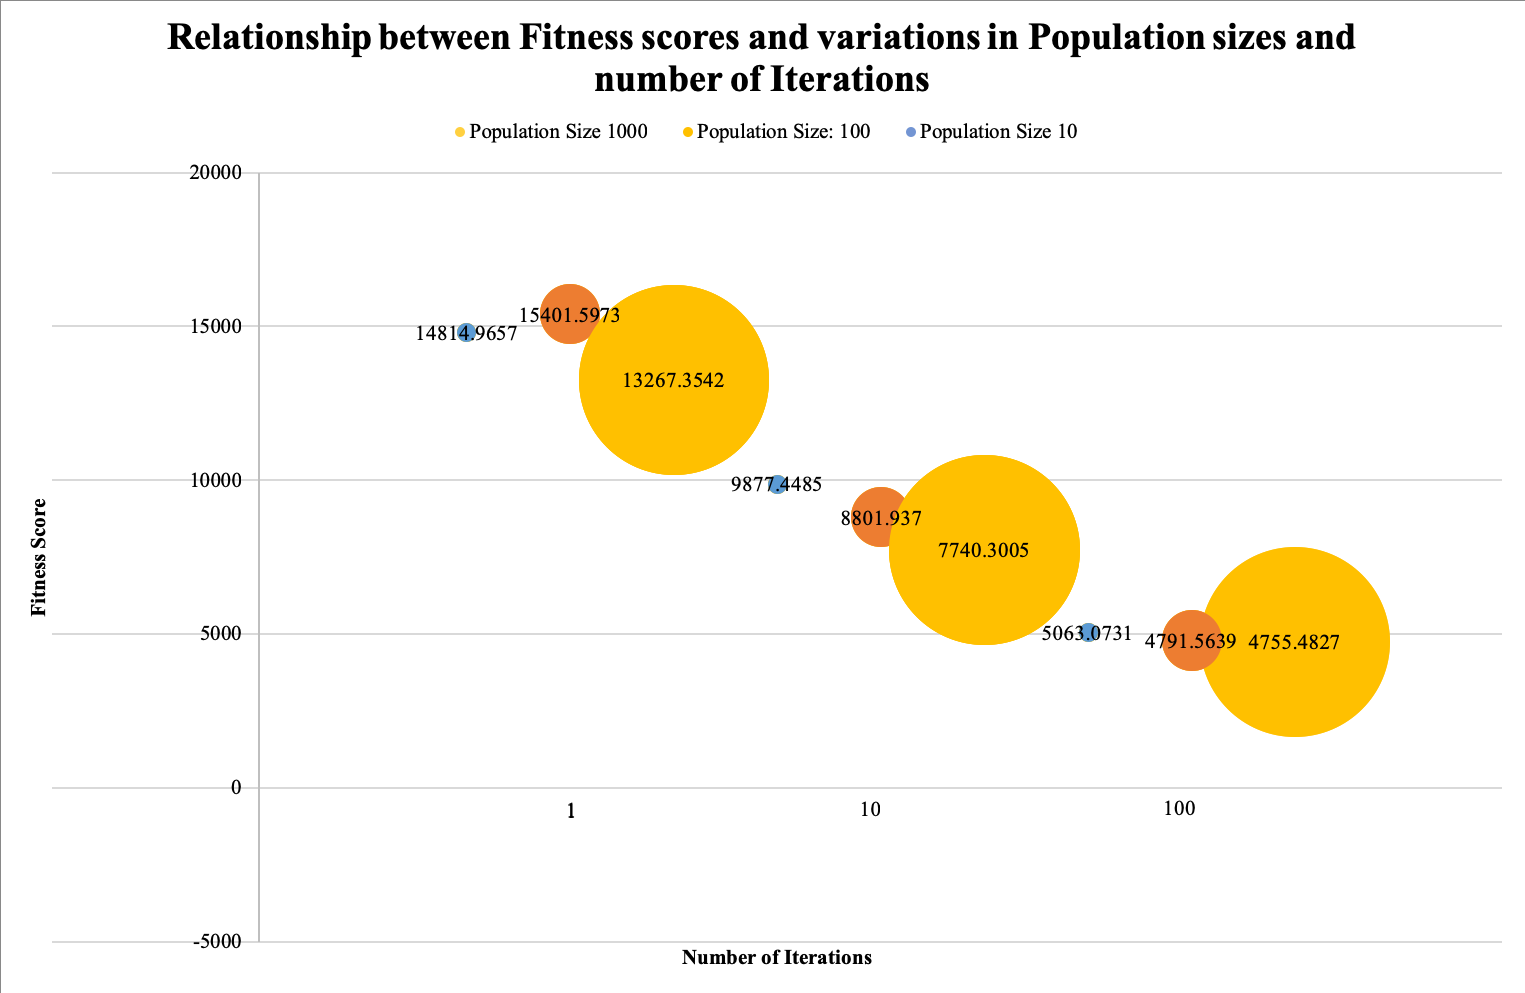 Relationship between Fitness scores and variations in Population sizes and
number of Iterations
Population Size 1000 Population Size: 100 Population Size 10
20000
15000
10000
5000
0
-5000
Fitness Score
14814.9657
15401.5973
13267.3542
9877.4485
8801.937
7740.3005
5063.0731
4791.5639
4755.4827
1 10 100
Number of Iterations